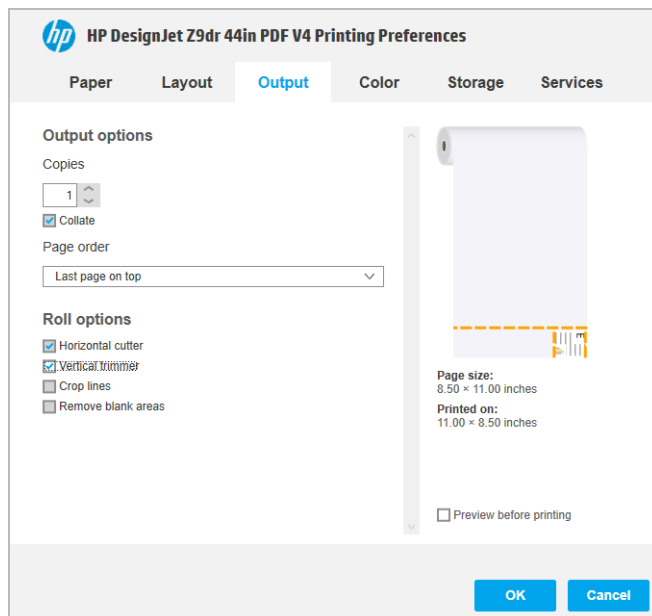 hp HP DesignJet Z9dr 44in PDF V4 Printing Preferences
Paper Layout Output Color Storage Services
Output options
Copies
1
Collate
Page order
Last page on top
Roll options
Horizontal cutter
Vertical trimmer
Crop lines
Remove blank areas
E
Page size:
8.50 × 11.00 inches
Printed on:
11.00 × 8.50 inches
Preview before printing
OK Cancel